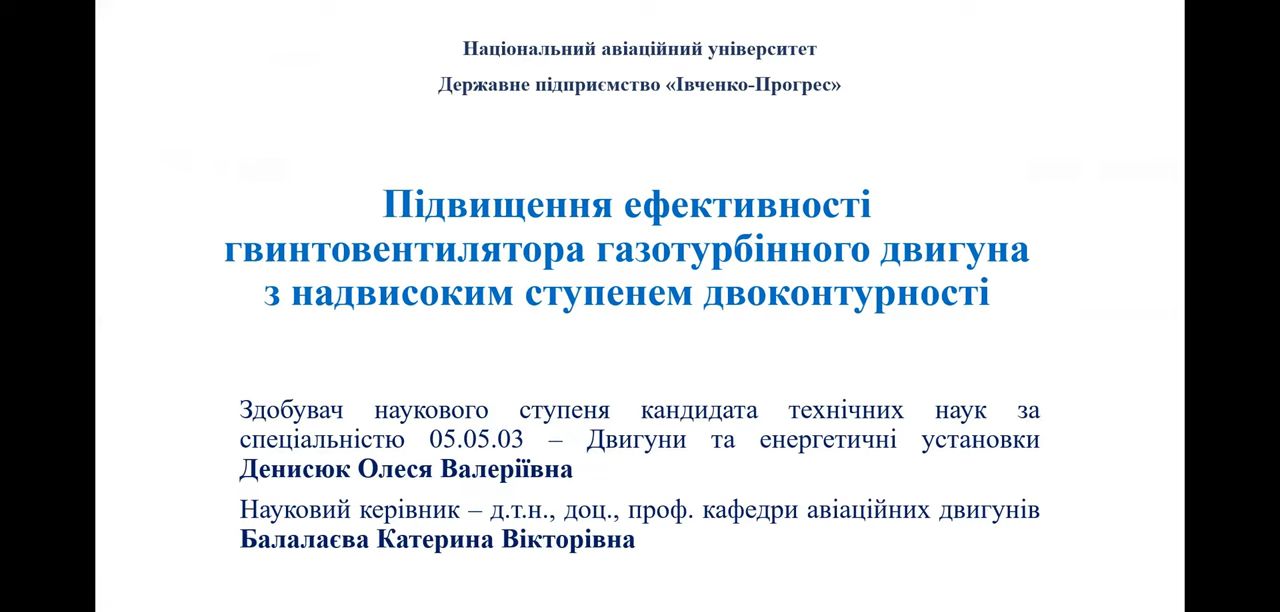 Національний авіаційний університет
Державне підприємство «Івченко-Прогрес»
Підвищення ефективності
гвинтовентилятора газотурбінного двигуна
з надвисоким ступенем двоконтурності
Здобувач наукового ступеня кандидата технічних наук за
спеціальністю 05.05.03 – Двигуни та енергетичні установки
Денисюк Олеся Валеріївна
Науковий керівник – д.т.н., доц., проф. кафедри авіаційних двигунів
Балалаєва Катерина Вікторівна